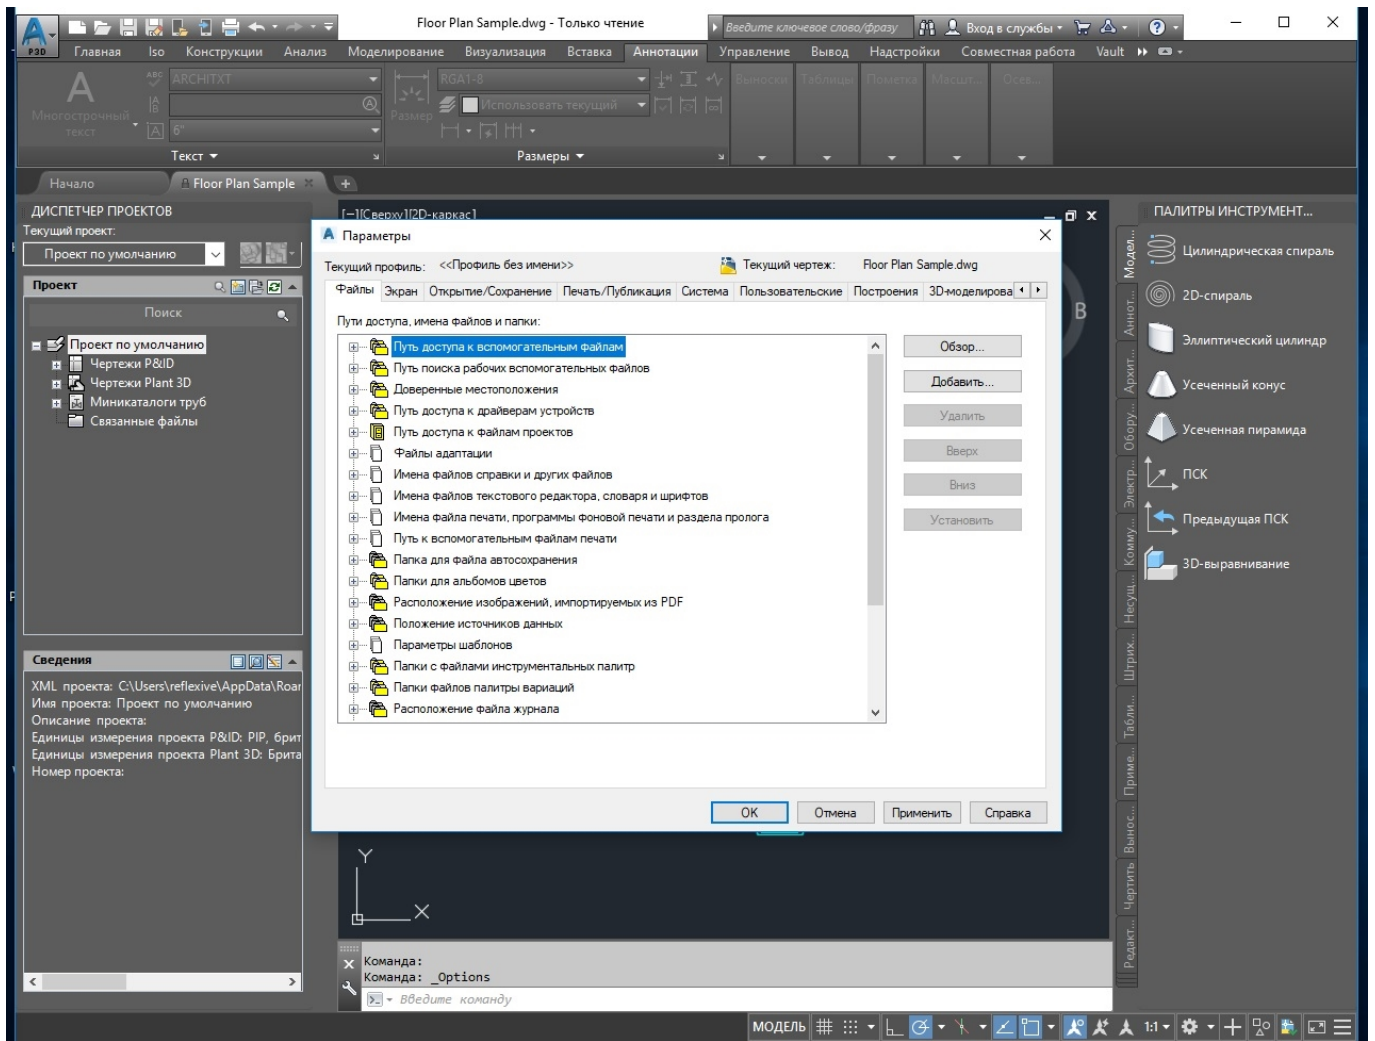 Floor Plan Sample.dwg - Только чтение
Введите ключевое слово/фразу
Вход в службы
P3D
Главная Iso Конструкции Анализ Моделирование Визуализация Вставка Аннотации Управление Вывод Надстройки Совместная работа Vault
Многострочный
текст
ABC
ARCHITXT
6"
Текст
Размер
RGA1-8
Использовать текущий
Размеры
Выноски Таблицы Пометка Масшт... Осев...
Начало
Floor Plan Sample
ДИСПЕТЧЕР ПРОЕКТОВ
Текущий проект:
Проект по умолчанию
Проект
Поиск
Проект по умолчанию
Чертежи P&ID
Чертежи Plant 3D
Миникаталоги труб
Связанные файлы
Сведения
XML проекта: C:\Users\reflexive\AppData\Roar
Имя проекта: Проект по умолчанию
Описание проекта:
Единицы измерения проекта P&ID: PIP, брит
Единицы измерения проекта Plant 3D: Брита
Номер проекта:
[−][Сверху][2D-каркас]
Параметры
Текущий профиль: <<Профиль без имени>> Текущий чертеж: Floor Plan Sample.dwg
Файлы Экран Открытие/Сохранение Печать/Публикация Система Пользовательские Построения 3D-моделирова
Пути доступа, имена файлов и папки:
Путь доступа к вспомогательным файлам
Путь поиска рабочих вспомогательных файлов
Доверенные местоположения
Путь доступа к драйверам устройств
Путь доступа к файлам проектов
Файлы адаптации
Имена файлов справки и других файлов
Имена файлов текстового редактора, словаря и шрифтов
Имена файла печати, программы фоновой печати и раздела пролога
Путь к вспомогательным файлам печати
Папка для файла автосохранения
Папки для альбомов цветов
Расположение изображений, импортируемых из PDF
Положение источников данных
Параметры шаблонов
Папки с файлами инструментальных палитр
Папки файлов палитры вариаций
Расположение файла журнала
Обзор...
Добавить...
Удалить
Вверх
Вниз
Установить
OK Отмена Применить Справка
В
Y
X
Команда:
Команда: _Options
Введите команду
ПАЛИТРЫ ИНСТРУМЕНТ...
Модел...
Аннот...
Архит...
Обору...
Электр...
Комму...
Несущ...
Штрих...
Табли...
Приме...
Вынос...
Чертить
Редакт...
Цилиндрическая спираль
2D-спираль
Эллиптический цилиндр
Усеченный конус
Усеченная пирамида
ПСК
Предыдущая ПСК
3D-выравнивание
МОДЕЛЬ
1:1